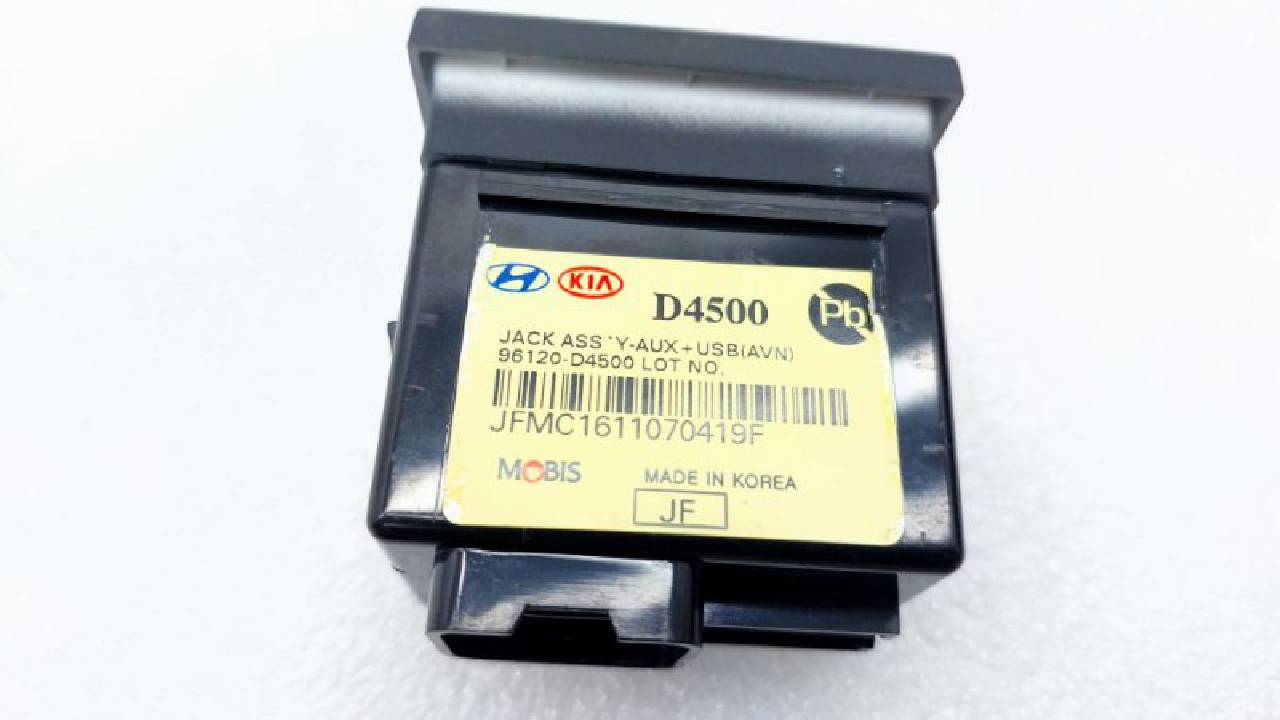 KIA
D4500
Pb
JACK ASS'Y-AUX+USB(AVN)
96120-D4500 LOT NO.
JFMC1611070419F
MOBIS MADE IN KOREA
JF